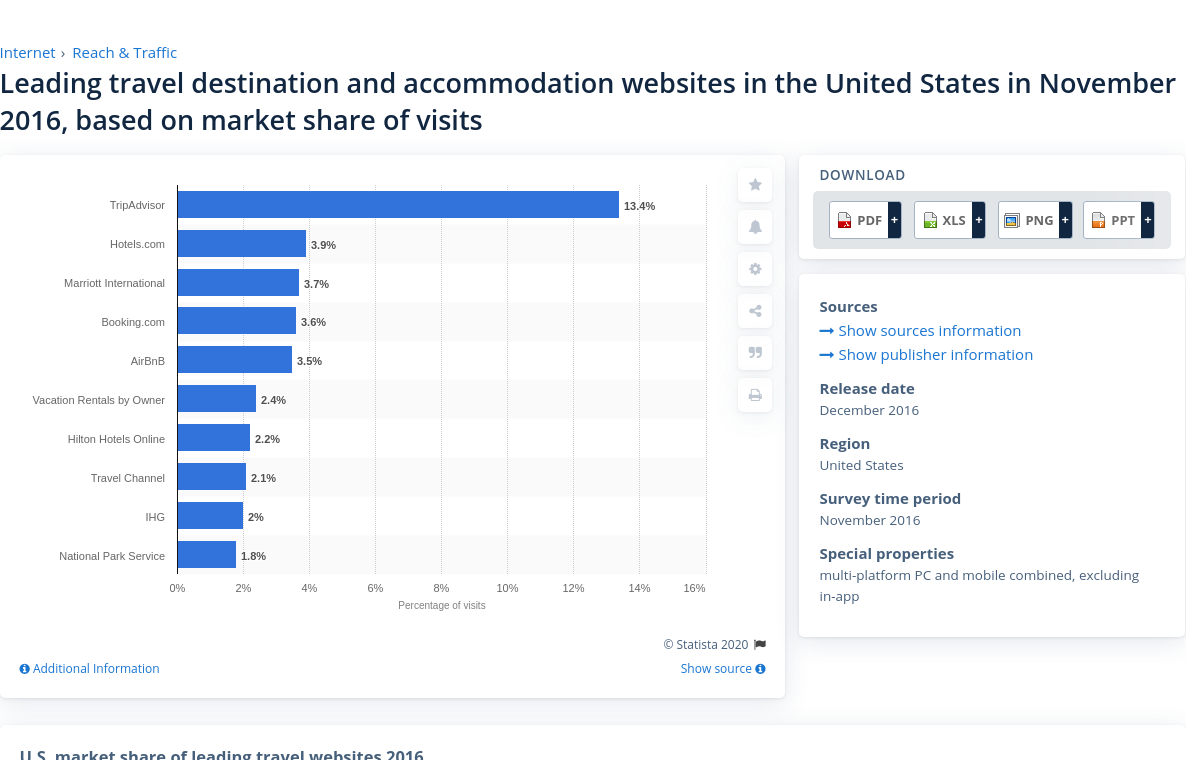 Internet › Reach & Traffic
Leading travel destination and accommodation websites in the United States in November
2016, based on market share of visits
TripAdvisor 13.4%
Hotels.com 3.9%
Marriott International 3.7%
Booking.com 3.6%
AirBnB 3.5%
Vacation Rentals by Owner 2.4%
Hilton Hotels Online 2.2%
Travel Channel 2.1%
IHG 2%
National Park Service 1.8%
0% 2% 4% 6% 8% 10% 12% 14% 16%
Percentage of visits
© Statista 2020
Additional Information
Show source
DOWNLOAD
PDF + XLS + PNG + PPT +
Sources
Show sources information
Show publisher information
Release date
December 2016
Region
United States
Survey time period
November 2016
Special properties
multi-platform PC and mobile combined, excluding
in-app
U.S. market share of leading travel websites 2016